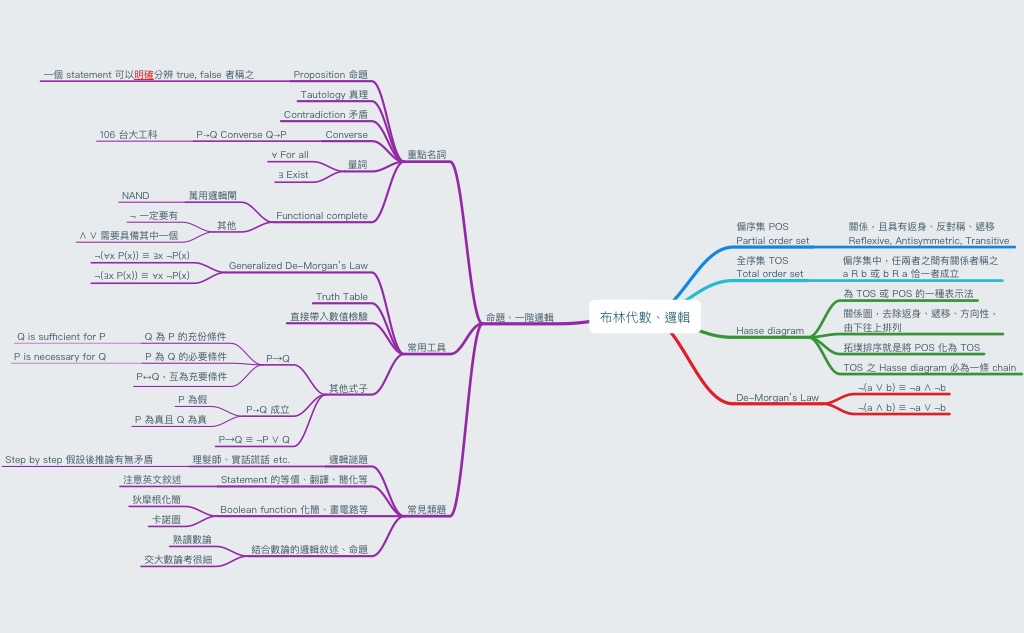 布林代數、邏輯
命題、一階邏輯
重點名詞
Proposition 命題
一個 statement 可以明確分辨 true, false 者稱之
Tautology 真理
Contradiction 矛盾
Converse
P→Q Converse Q→P
106 台大工科
量詞
∀ For all
∃ Exist
Functional complete
萬用邏輯閘
NAND
其他
¬ 一定要有
∧ ∨ 需要具備其中一個
常用工具
Generalized De-Morgan's Law
¬(∀x P(x)) ≡ ∃x ¬P(x)
¬(∃x P(x)) ≡ ∀x ¬P(x)
Truth Table
直接帶入數值檢驗
其他式子
P→Q
Q 為 P 的充份條件
Q is sufficient for P
P 為 Q 的必要條件
P is necessary for Q
P↔Q，互為充要條件
P→Q 成立
P 為假
P 為真且 Q 為真
P→Q ≡ ¬P ∨ Q
常見類題
邏輯謎題
理髮師、實話謊話 etc.
Step by step 假設後推論有無矛盾
Statement 的等價、翻譯、簡化等
注意英文敘述
Boolean function 化簡、畫電路等
狄摩根化簡
卡諾圖
結合數論的邏輯敘述、命題
熟讀數論
交大數論考很細
偏序集 POS
Partial order set
關係，且具有返身、反對稱、遞移
Reflexive, Antisymmetric, Transitive
全序集 TOS
Total order set
偏序集中，任兩者之間有關係者稱之
a R b 或 b R a 恰一者成立
Hasse diagram
為 TOS 或 POS 的一種表示法
關係圖，去除返身、遞移、方向性，
由下往上排列
拓墣排序就是將 POS 化為 TOS
TOS 之 Hasse diagram 必為一條 chain
De-Morgan's Law
¬(a ∨ b) ≡ ¬a ∧ ¬b
¬(a ∧ b) ≡ ¬a ∨ ¬b